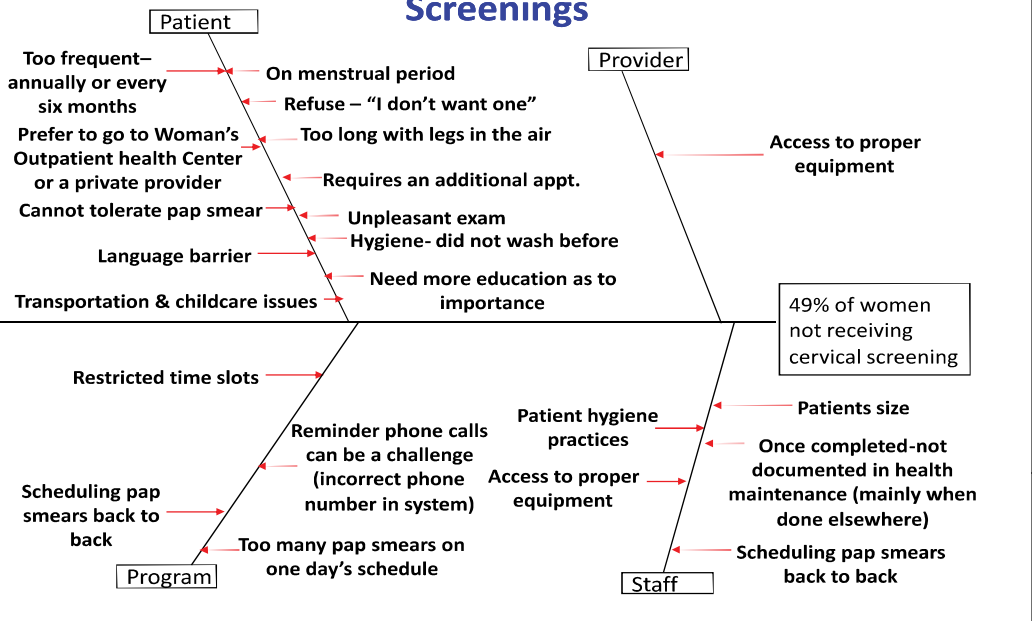 Screenings
Patient
Provider
Too frequent–
annually or every
six months
On menstrual period
Refuse – “I don’t want one”
Prefer to go to Woman’s
Outpatient health Center
or a private provider
Too long with legs in the air
Requires an additional appt.
Cannot tolerate pap smear
Unpleasant exam
Hygiene- did not wash before
Language barrier
Need more education as to
importance
Transportation & childcare issues
Access to proper
equipment
49% of women
not receiving
cervical screening
Restricted time slots
Reminder phone calls
can be a challenge
(incorrect phone
number in system)
Scheduling pap
smears back to
back
Too many pap smears on
one day’s schedule
Program
Patients size
Patient hygiene
practices
Once completed-not
documented in health
maintenance (mainly when
done elsewhere)
Access to proper
equipment
Scheduling pap smears
back to back
Staff